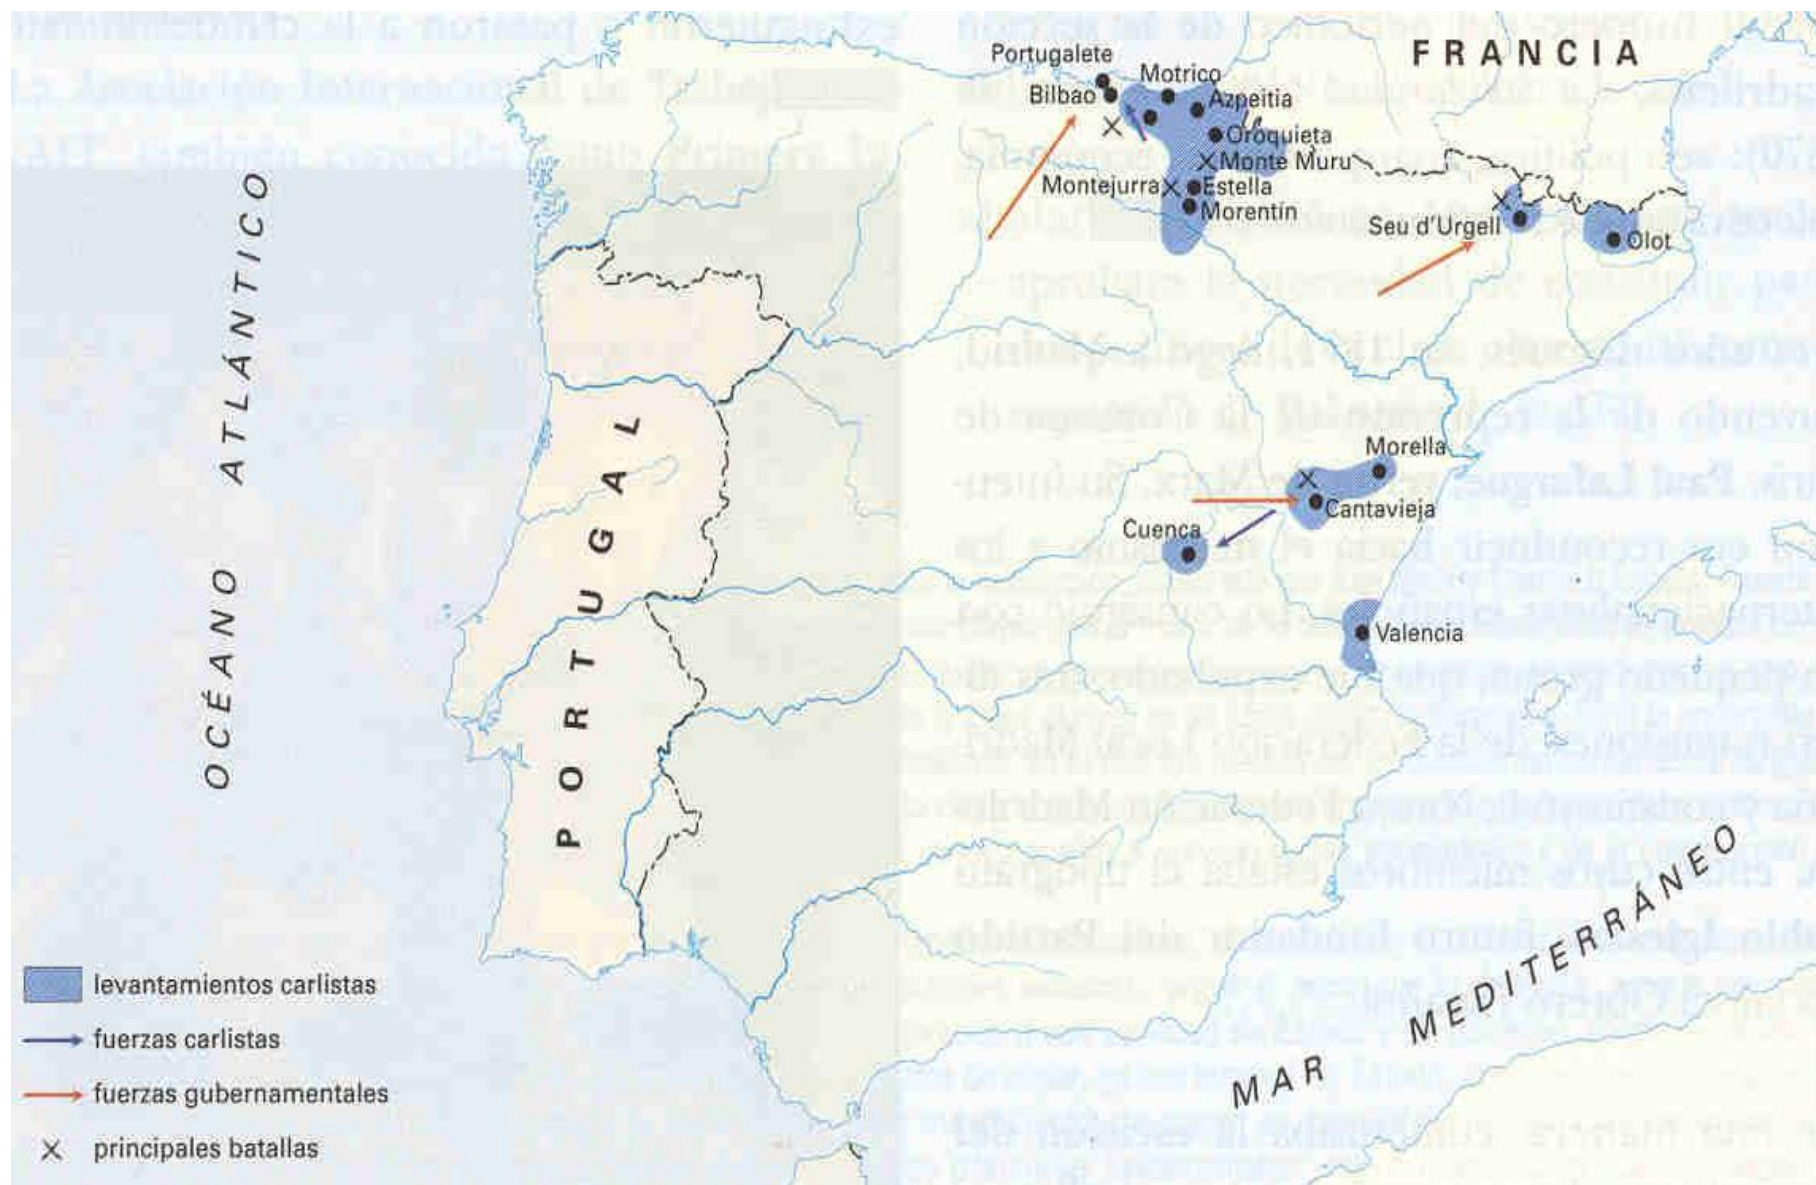 FRANCIA
Portugalete
Motrico
Bilbao
Azpeitia
Oroquieta
Monte Muru
Montejurra
Estella
Morentín
Seu d'Urgell
Olot
OCÉANO ATLÁNTICO
PORTUGAL
Morella
Cantavieja
Cuenca
Valencia
MAR MEDITERRÁNEO
levantamientos carlistas
fuerzas carlistas
fuerzas gubernamentales
principales batallas